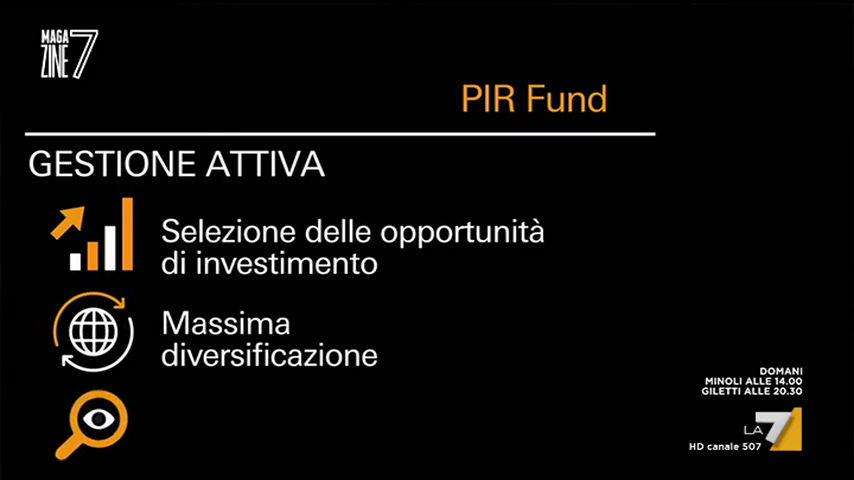 MAGA
ZINE 7
PIR Fund
GESTIONE ATTIVA
Selezione delle opportunità
di investimento
Massima
diversificazione
DOMANI
MINOLI ALLE 14.00
GILETTI ALLE 20.30
LA 7
HD canale 507